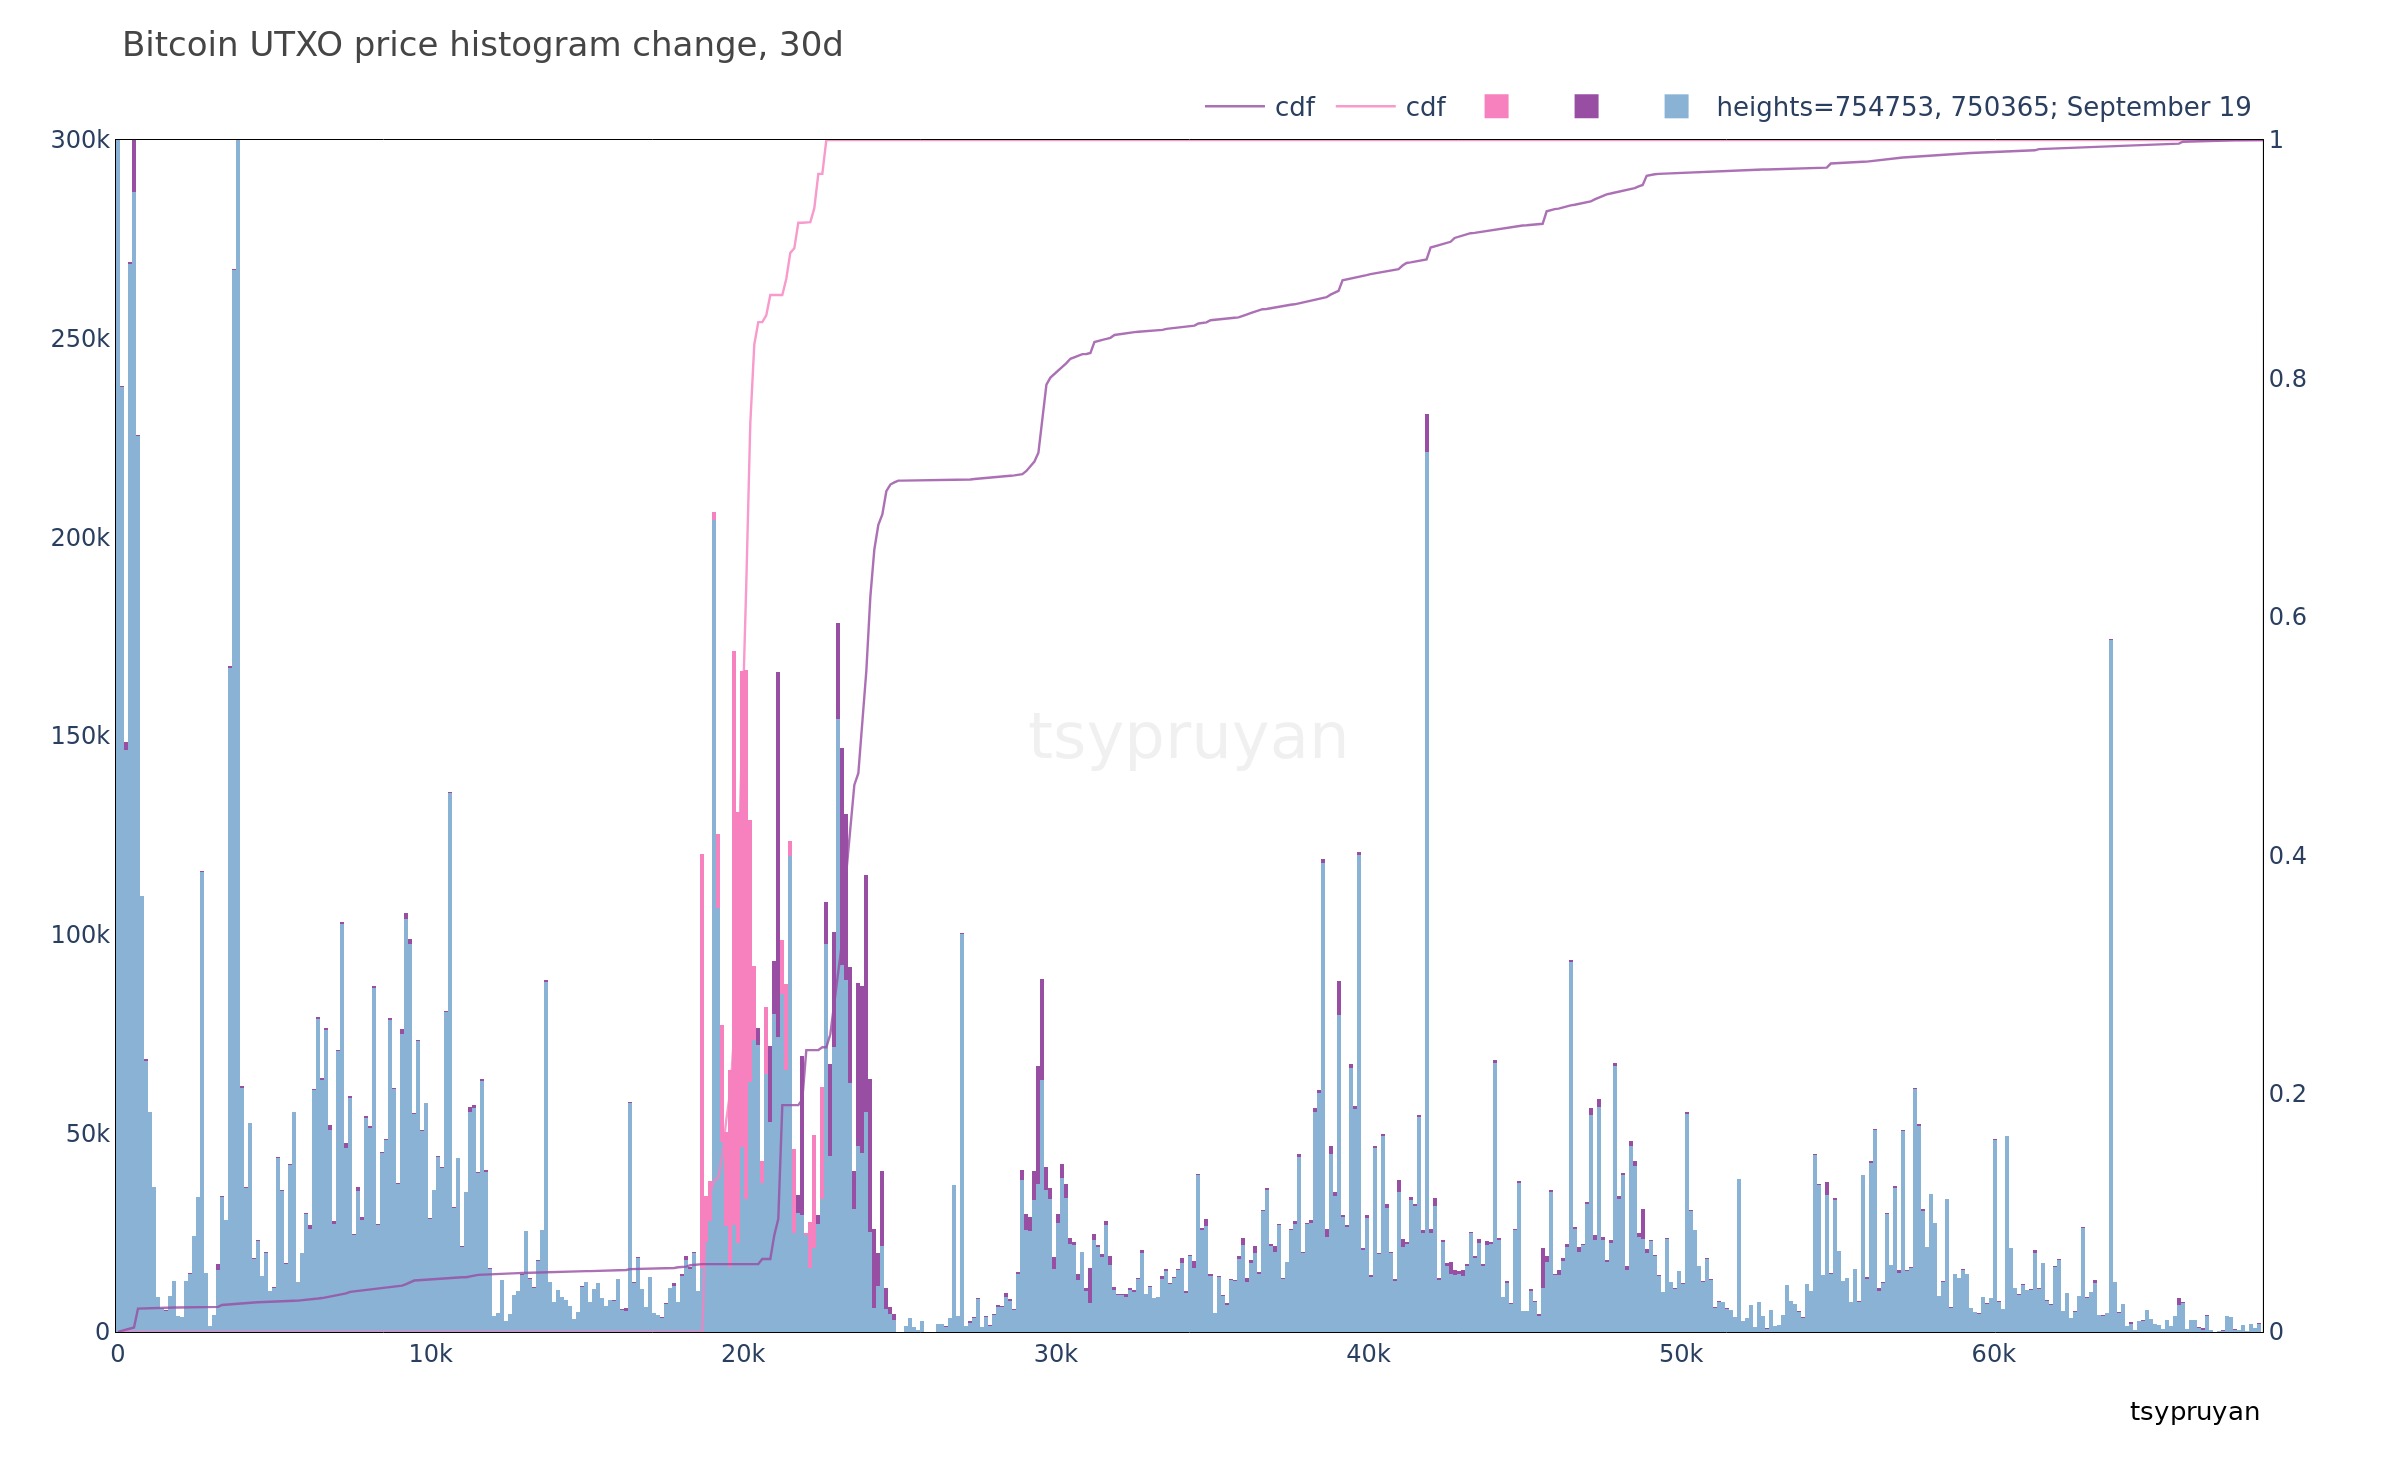 Bitcoin UTXO price histogram change, 30d
cdf cdf heights=754753, 750365; September 19
300k 1
250k
0.8
200k
0.6
150k
tsypruyan
100k
0.4
50k
0.2
0 0
0 10k 20k 30k 40k 50k 60k
tsypruyan